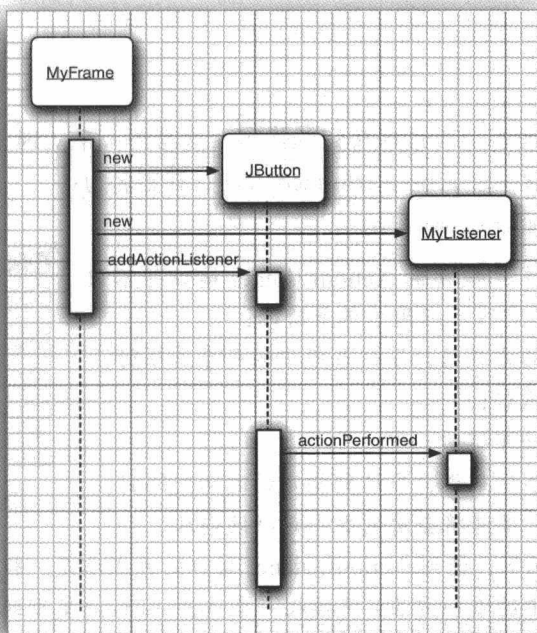 MyFrame
new
JButton
new
MyListener
addActionListener
actionPerformed